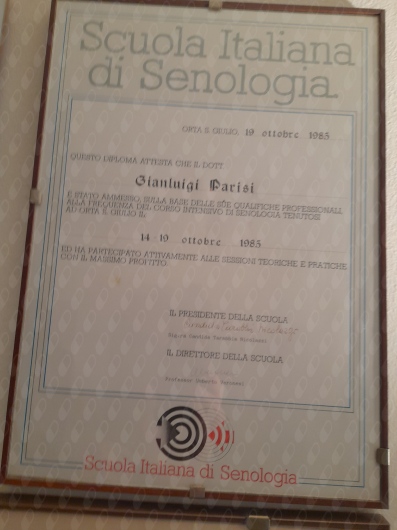 Scuola Italiana
di Senologia
ORTA S. GIULIO, 19 ottobre 1985
QUESTO DIPLOMA ATTESTA CHE IL DOTT.
Gianluigi Parisi
È STATO AMMESSO, SULLA BASE DELLE SUE QUALIFICHE PROFESSIONALI,
ALLA FREQUENZA DEL CORSO INTENSIVO DI SENOLOGIA TENUTOSI
AD ORTA S. GIULIO IL
14 19 ottobre 1985
ED HA PARTECIPATO ATTIVAMENTE ALLE SESSIONI TEORICHE E PRATICHE
CON IL MASSIMO PROFITTO.
IL PRESIDENTE DELLA SCUOLA
IL DIRETTORE DELLA SCUOLA
Professor Umberto Veronesi
Scuola Italiana di Senologia